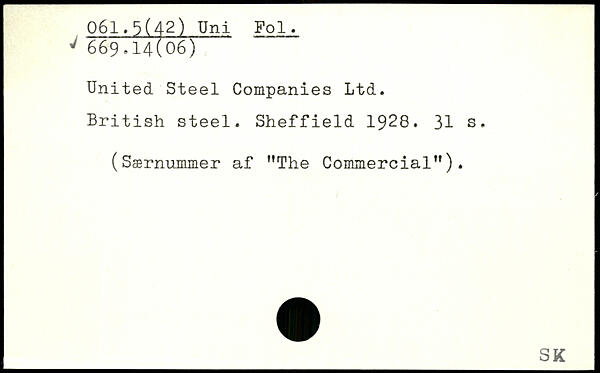 061.5(42) Uni Fol.
✓ 669.14(06)
United Steel Companies Ltd.
British steel. Sheffield 1928. 31 s.
(Særnummer af "The Commercial").
SK